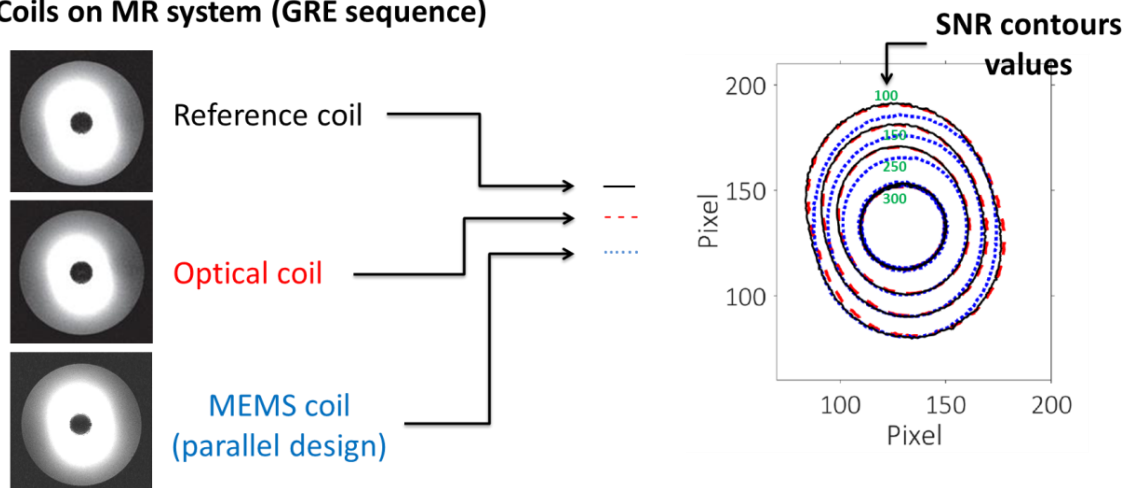 Coils on MR system (GRE sequence)
Reference coil
Optical coil
MEMS coil
(parallel design)
SNR contours
values
200
150
100
Pixel
100
150
250
300
100
150
200
Pixel